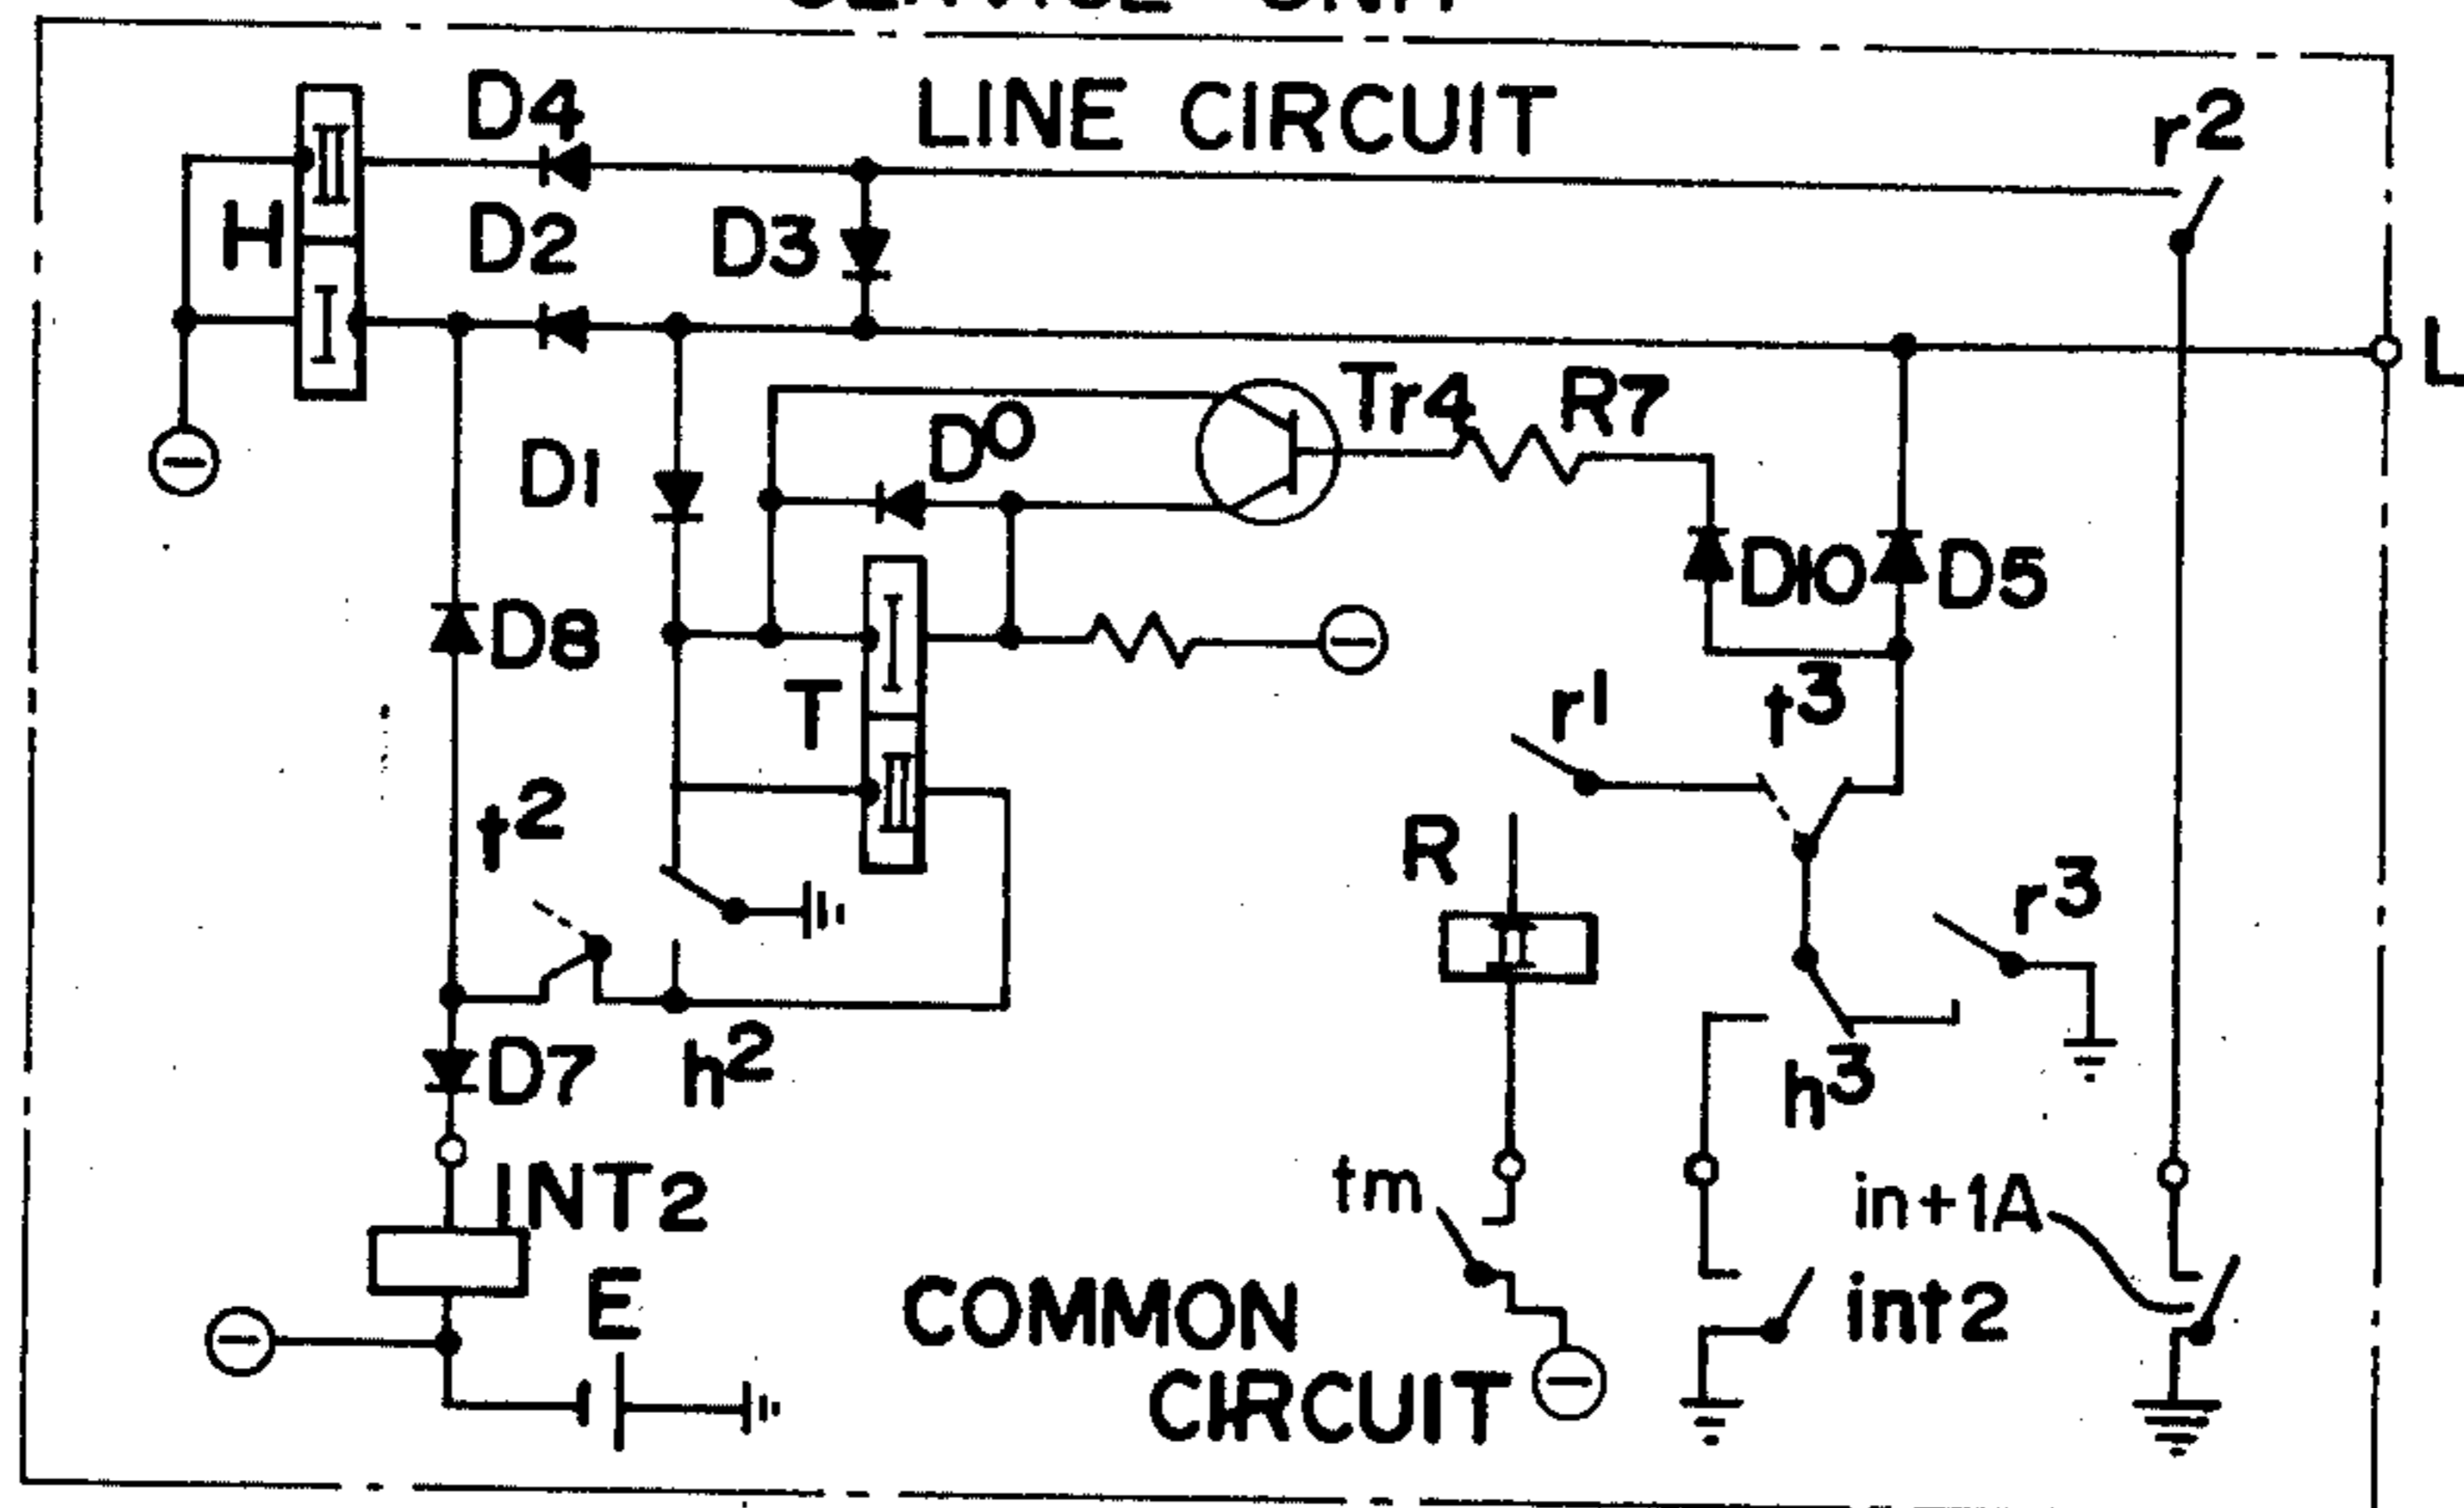 LINE CIRCUIT
D4
r2
H
D2
D3
L
Tr4
R7
D0
D1
D10
D5
D8
T
r1
t3
t2
R
r3
h2
h3
D7
INT2
tm
in+1A
int2
E
COMMON
CIRCUIT